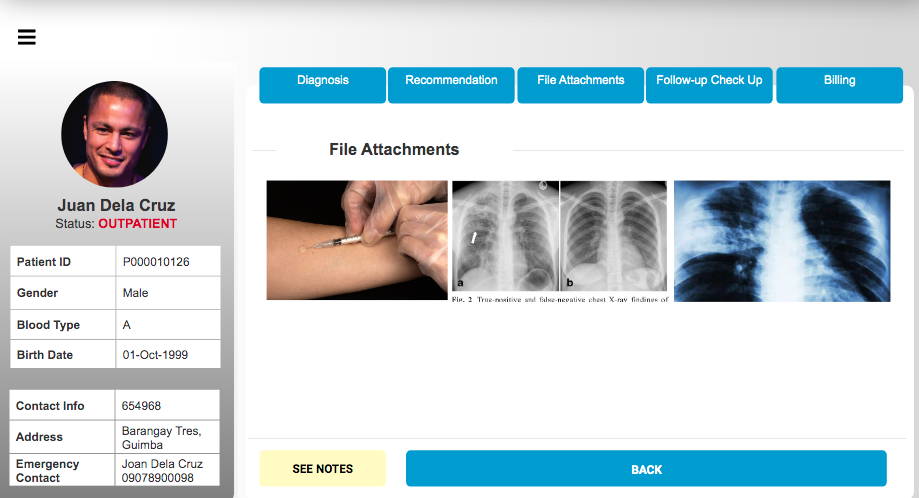 Diagnosis
Recommendation
File Attachments
Follow-up Check Up
Billing
File Attachments
a
b
Fig. 2 True-positive and false-negative chest X-ray findings of
Juan Dela Cruz
Status: OUTPATIENT
Patient ID P000010126
Gender Male
Blood Type A
Birth Date 01-Oct-1999
Contact Info 654968
Address Barangay Tres,
Guimba
Emergency Joan Dela Cruz
Contact 09078900098
SEE NOTES
BACK